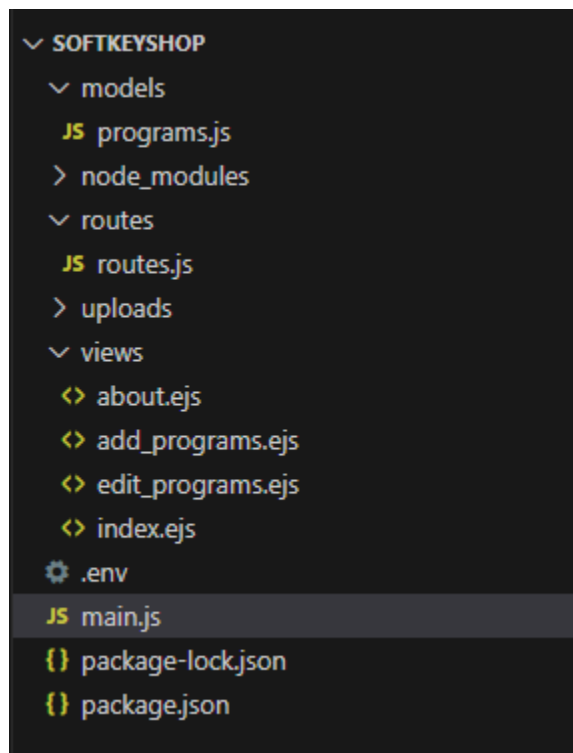 SOFTKEYSHOP
models
JS programs.js
node_modules
routes
JS routes.js
uploads
views
<> about.ejs
<> add_programs.ejs
<> edit_programs.ejs
<> index.ejs
.env
JS main.js
{} package-lock.json
{} package.json